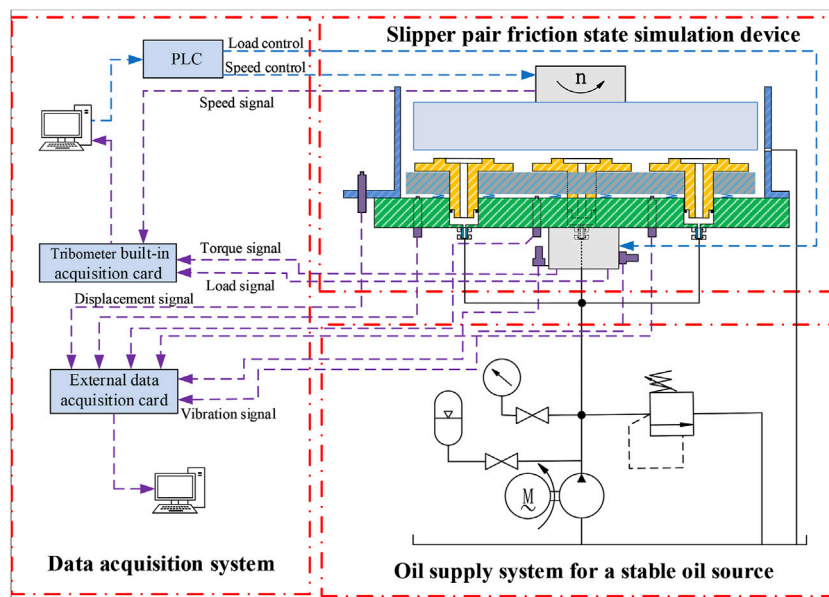 Slipper pair friction state simulation device
Load control
PLC
Speed control
n
Speed signal
Tribometer built-in
acquisition card
Torque signal
Load signal
Displacement signal
External data
acquisition card
Vibration signal
M
~
Data acquisition system
Oil supply system for a stable oil source